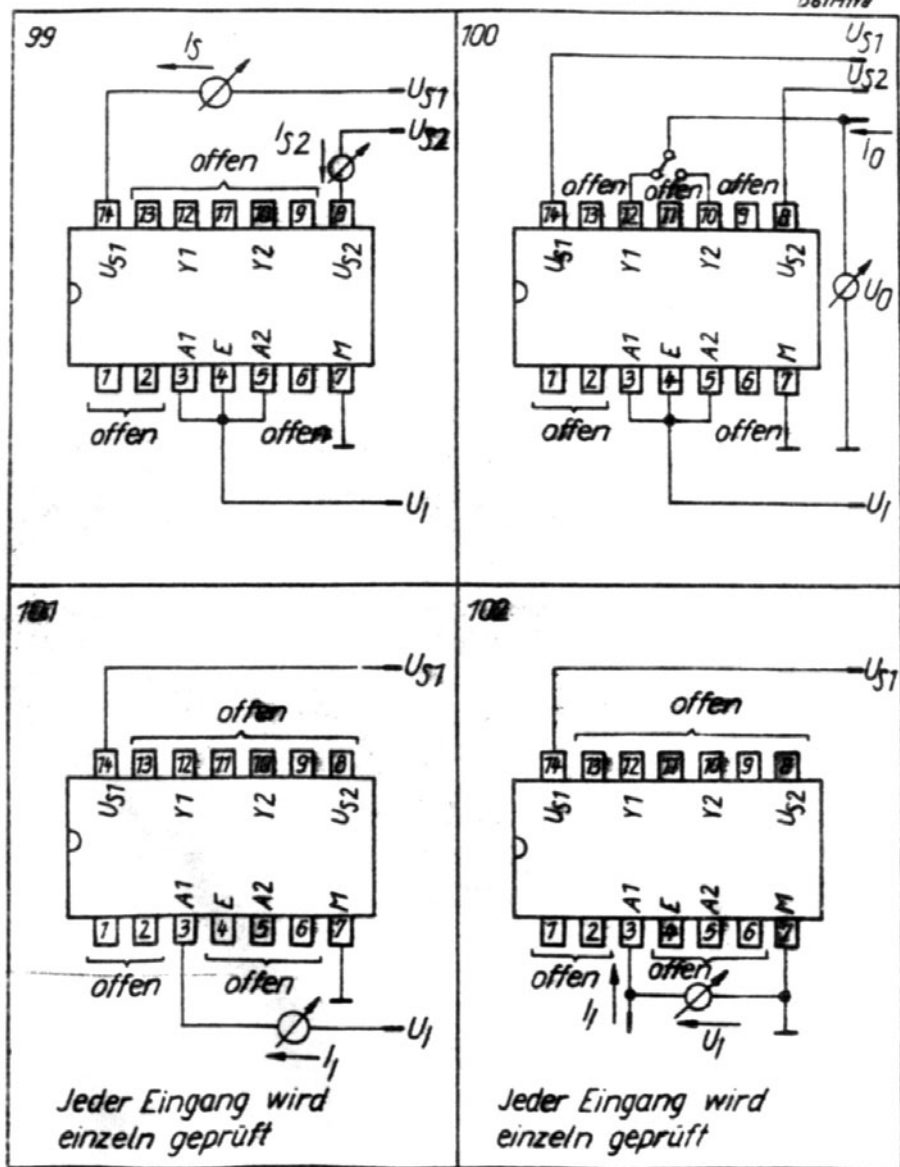 99
I_S
U_S1
I_S2
U_S2
offen
14 13 12 11 10 9 8
U_S1 Y1 Y2 U_S2
A1 E A2 M
1 2 3 4 5 6 7
offen offen
U_I
100
U_S1
U_S2
I_O
offen offen offen
14 13 12 11 10 9 8
U_S1 Y1 Y2 U_S2
U_O
A1 E A2 M
1 2 3 4 5 6 7
offen offen
U_I
101
U_S1
offen
14 13 12 11 10 9 8
U_S1 Y1 Y2 U_S2
A1 E A2 M
1 2 3 4 5 6 7
offen offen
U_I
I_I
Jeder Eingang wird
einzeln geprüft
102
U_S1
offen
14 13 12 11 10 9 8
U_S1 Y1 Y2 U_S2
A1 E A2 M
1 2 3 4 5 6 7
offen offen
I_I
U_I
Jeder Eingang wird
einzeln geprüft